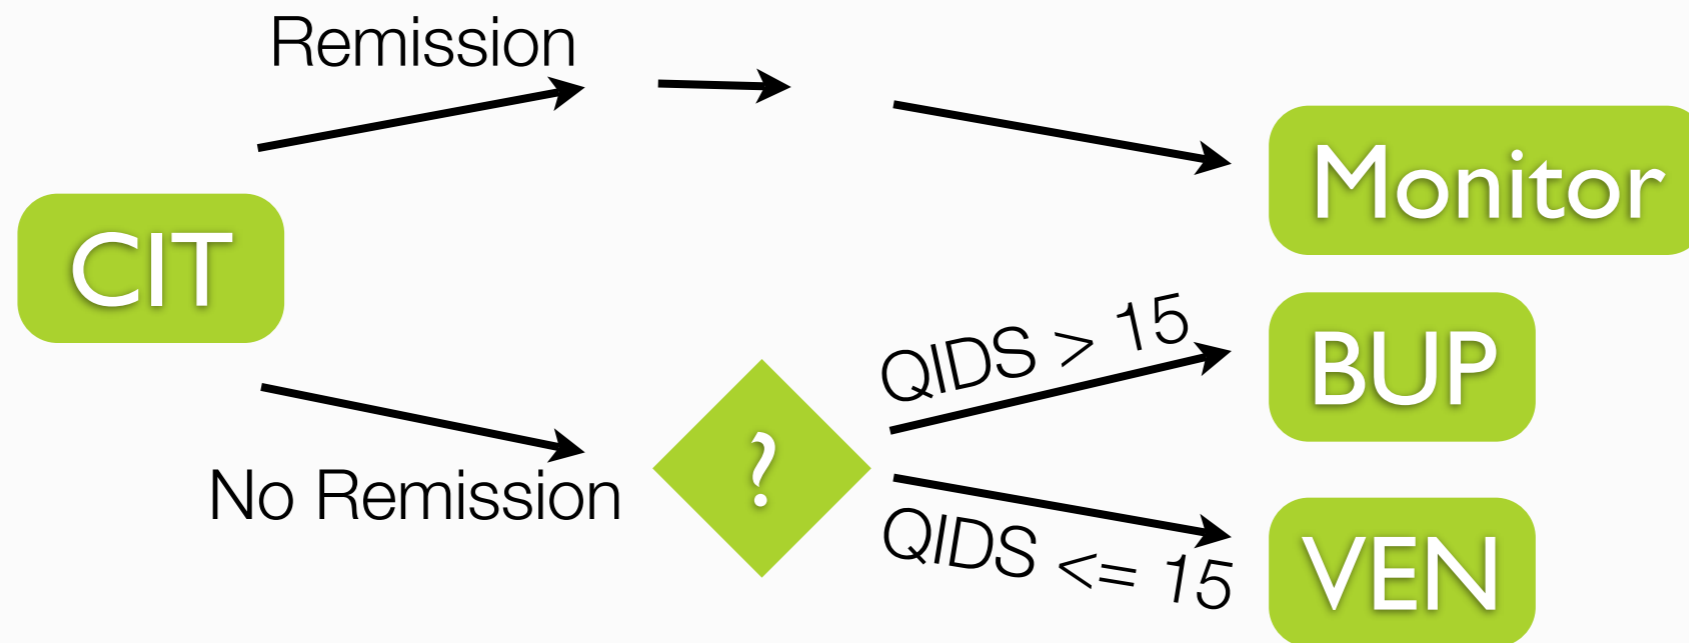 Remission
Monitor
CIT
QIDS > 15
BUP
?
No Remission
QIDS <= 15
VEN